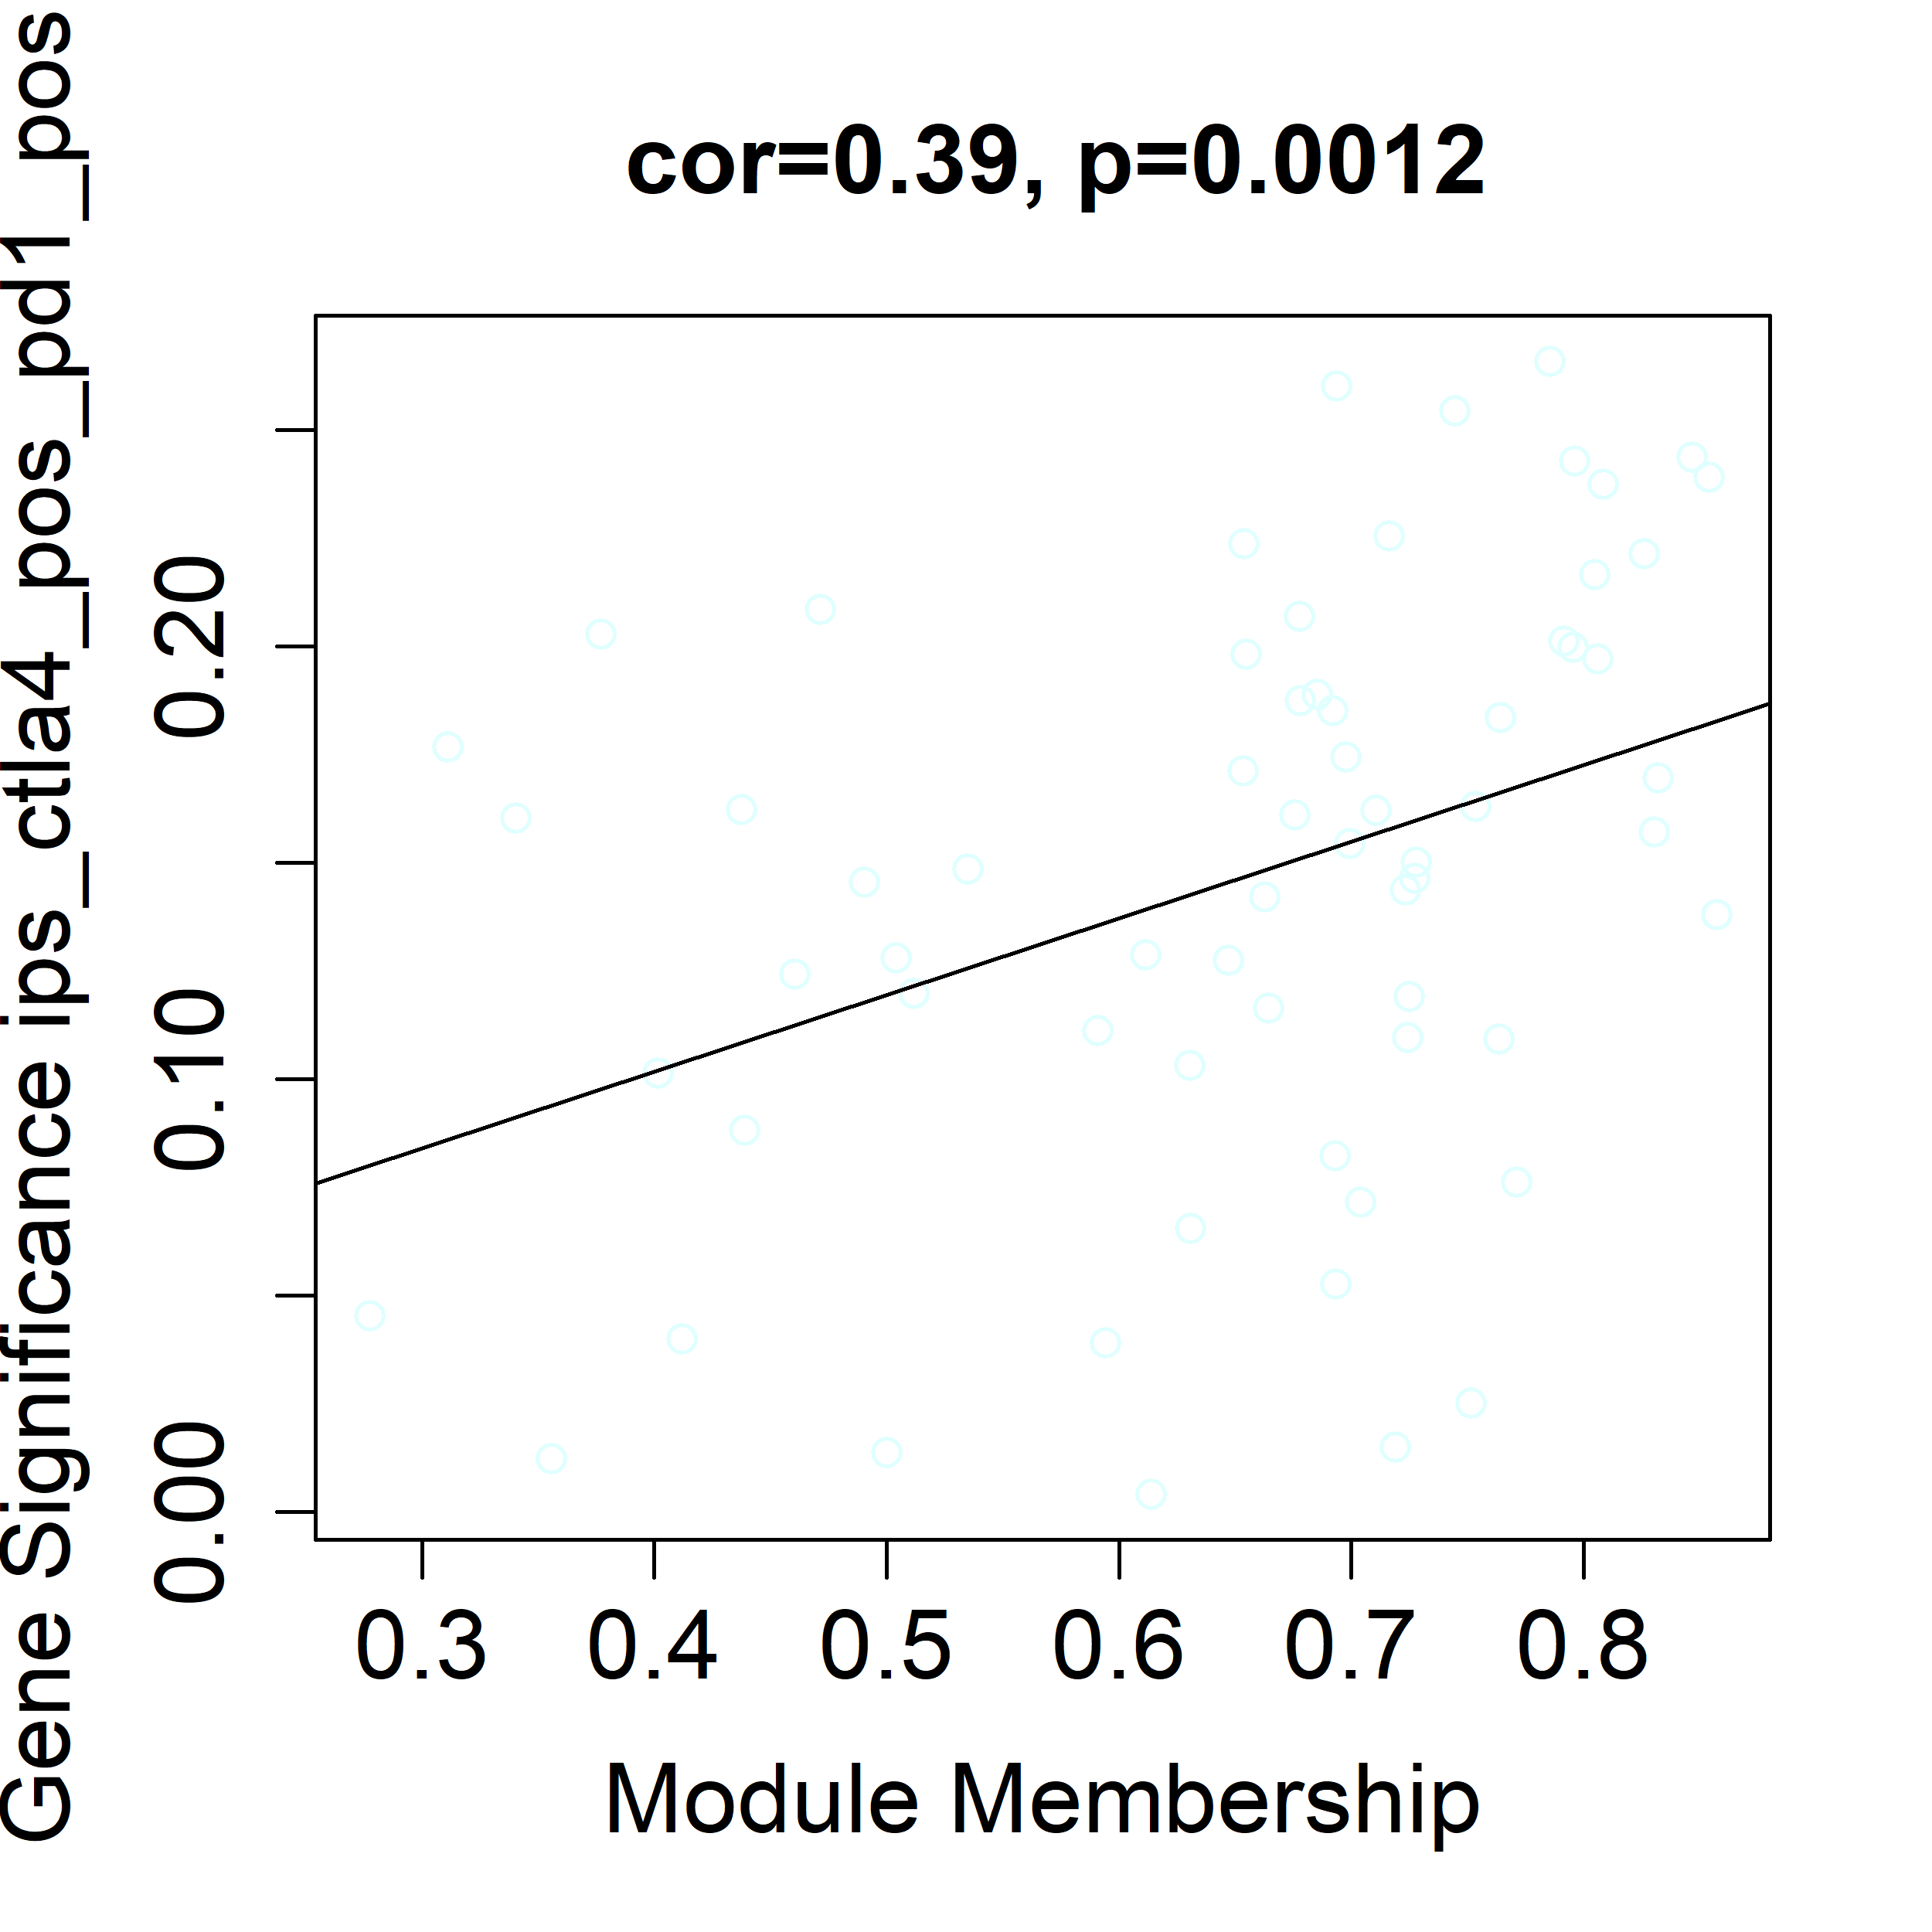 cor=0.39, p=0.0012
Gene Significance ips_ctla4_pos_pd1_pos
0.20
0.10
0.00
0.3 0.4 0.5 0.6 0.7 0.8
Module Membership